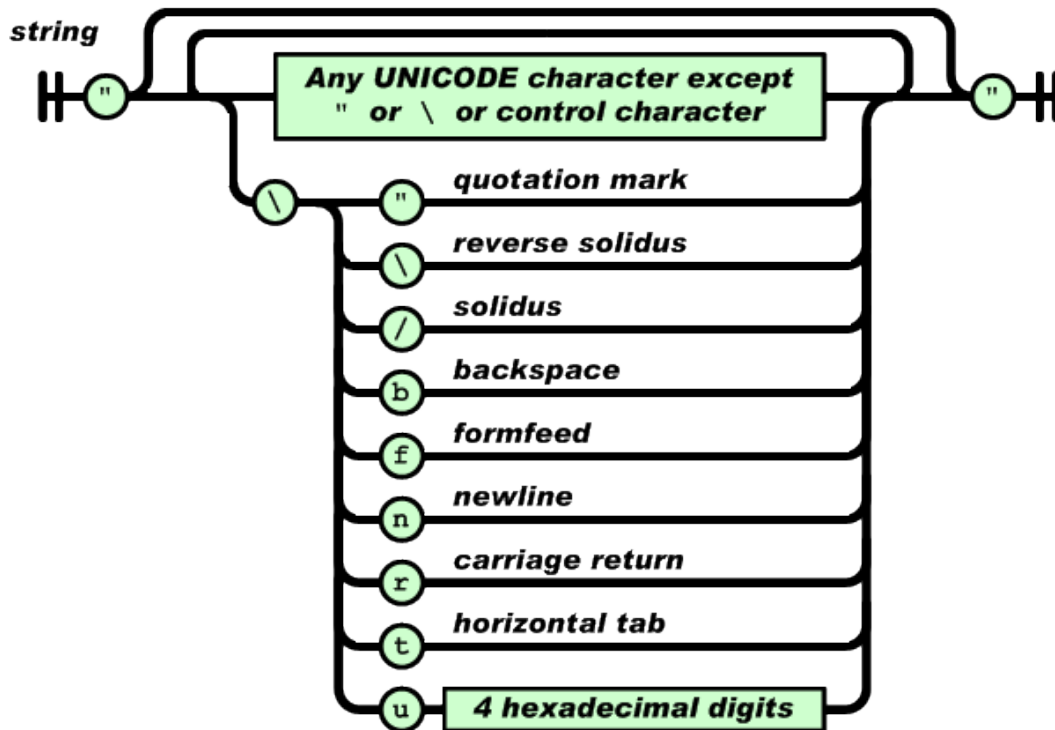 string
" Any UNICODE character except "
" or \ or control character
\ " quotation mark
\ reverse solidus
/ solidus
b backspace
f formfeed
n newline
r carriage return
t horizontal tab
u 4 hexadecimal digits